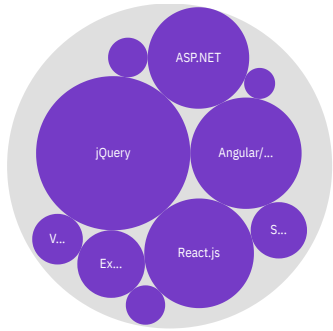 ASP.NET
jQuery
Angular/...
S...
V...
Ex...
React.js